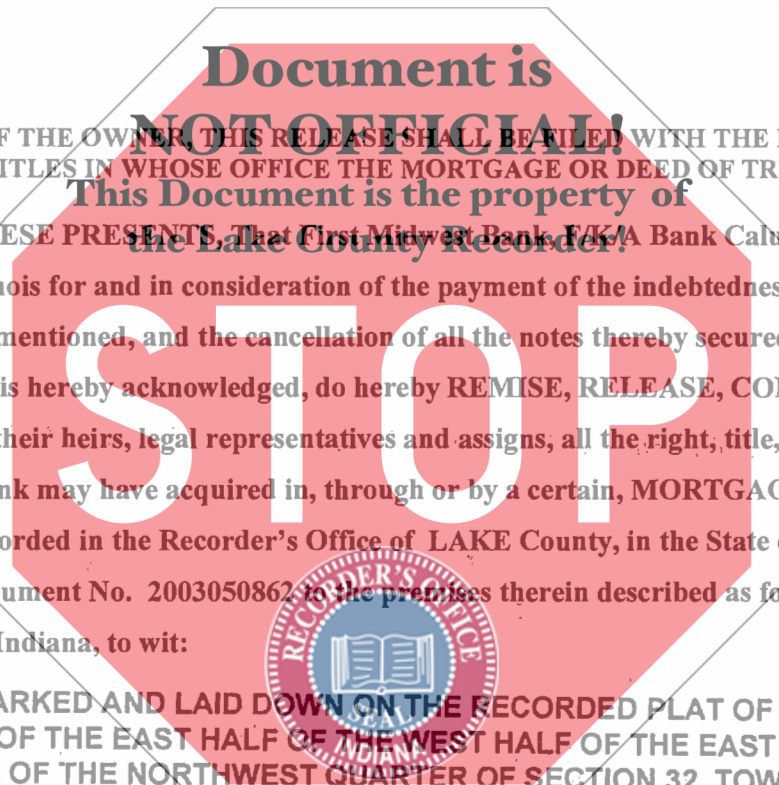 Document is
NOT OFFICIAL!
This Document is the property of
the Lake County Recorder!
STOP
F THE OWNER, THIS RELEASE SHALL BE FILED WITH THE
ITLES IN WHOSE OFFICE THE MORTGAGE OR DEED OF TR
ESE PRESENTS, That First Midwest Bank, F/K/A Bank Calu
nois for and in consideration of the payment of the indebtednes
mentioned, and the cancellation of all the notes thereby secured
is hereby acknowledged, do hereby REMISE, RELEASE, CO
their heirs, legal representatives and assigns, all the right, title,
nk may have acquired in, through or by a certain, MORTGAG
orded in the Recorder's Office of LAKE County, in the State
ument No. 2003050862 to the premises therein described as fo
Indiana, to wit:
RECORDER'S OFFICE
SEAL
INDIANA
ARKED AND LAID DOWN ON THE RECORDED PLAT OF
OF THE EAST HALF OF THE WEST HALF OF THE EAST
OF THE NORTHWEST QUARTER OF SECTION 32, TOW